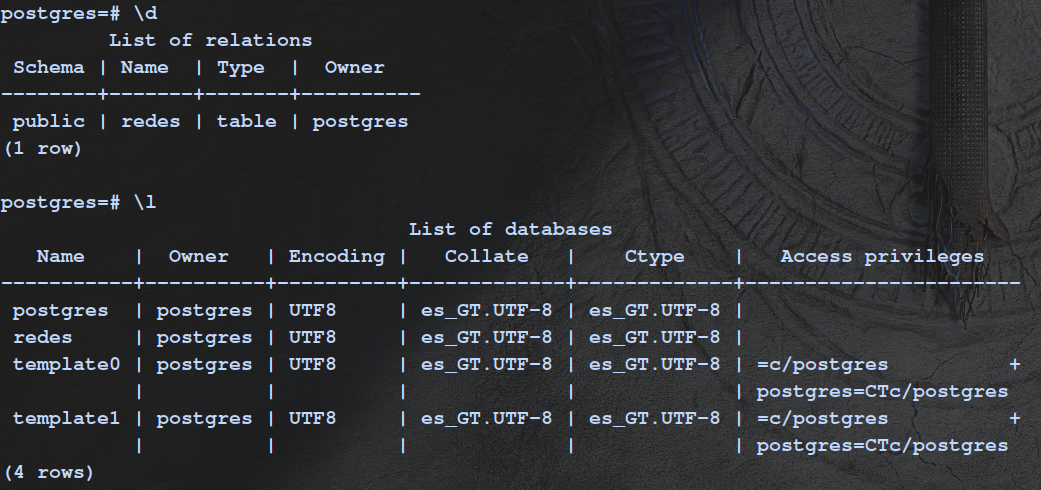 postgres=# \d
         List of relations
 Schema | Name  | Type  |  Owner
--------+-------+-------+----------
 public | redes | table | postgres
(1 row)

postgres=# \l
                                  List of databases
   Name    |  Owner   | Encoding |   Collate   |    Ctype    |   Access privileges
-----------+----------+----------+-------------+-------------+-----------------------
 postgres  | postgres | UTF8     | es_GT.UTF-8 | es_GT.UTF-8 |
 redes     | postgres | UTF8     | es_GT.UTF-8 | es_GT.UTF-8 |
 template0 | postgres | UTF8     | es_GT.UTF-8 | es_GT.UTF-8 | =c/postgres          +
           |          |          |             |             | postgres=CTc/postgres
 template1 | postgres | UTF8     | es_GT.UTF-8 | es_GT.UTF-8 | =c/postgres          +
           |          |          |             |             | postgres=CTc/postgres
(4 rows)